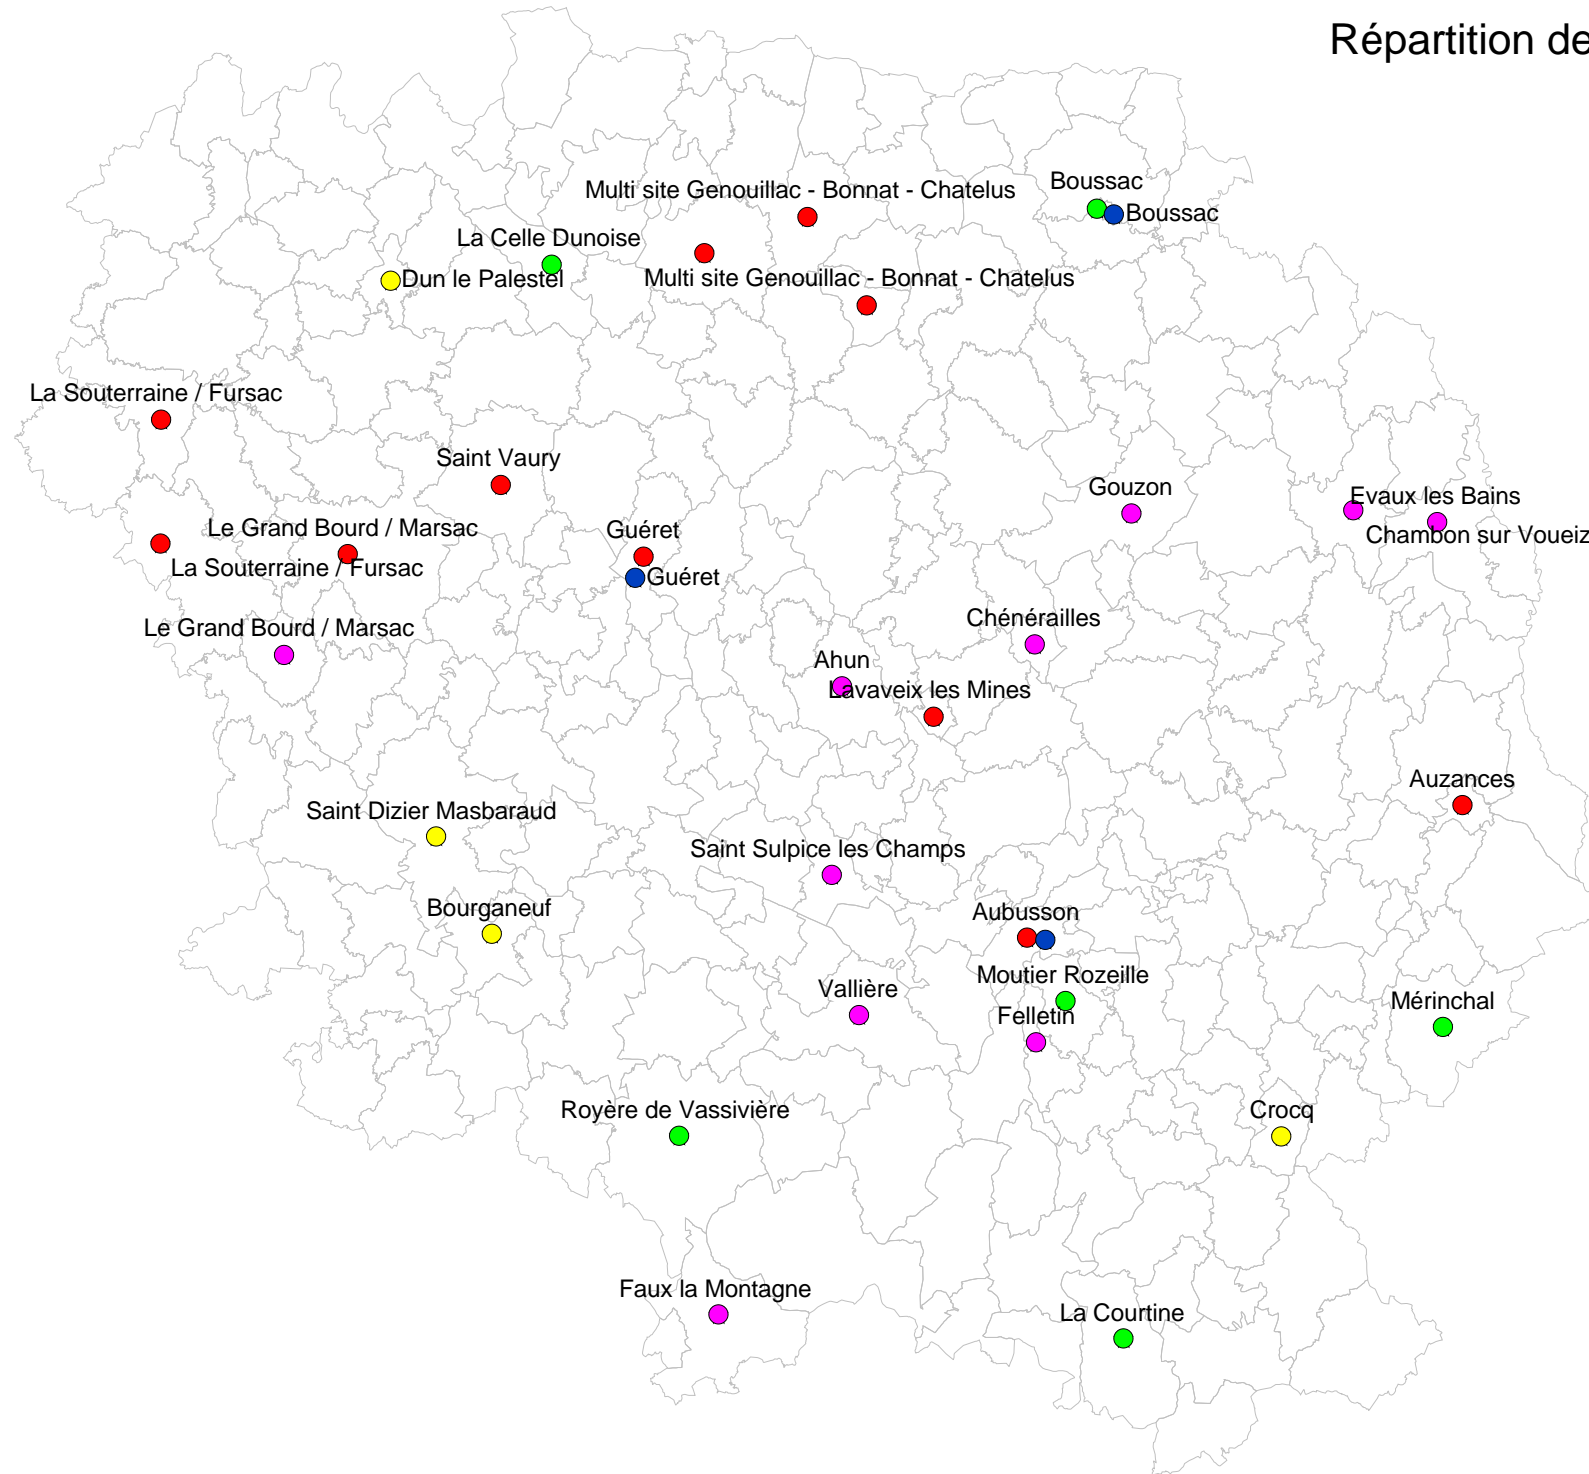 Répartition de
Multi site Genouillac - Bonnat - Chatelus
Boussac
Boussac
La Celle Dunoise
Dun le Palestel
Multi site Genouillac - Bonnat - Chatelus
La Souterraine / Fursac
Saint Vaury
Gouzon
Evaux les Bains
Chambon sur Voueiz
Le Grand Bourd / Marsac
Guéret
La Souterraine / Fursac
Guéret
Le Grand Bourd / Marsac
Chénérailles
Ahun
Lavaveix les Mines
Auzances
Saint Dizier Masbaraud
Saint Sulpice les Champs
Bourganeuf
Aubusson
Moutier Rozeille
Vallière
Felletin
Mérinchal
Royère de Vassivière
Crocq
Faux la Montagne
La Courtine